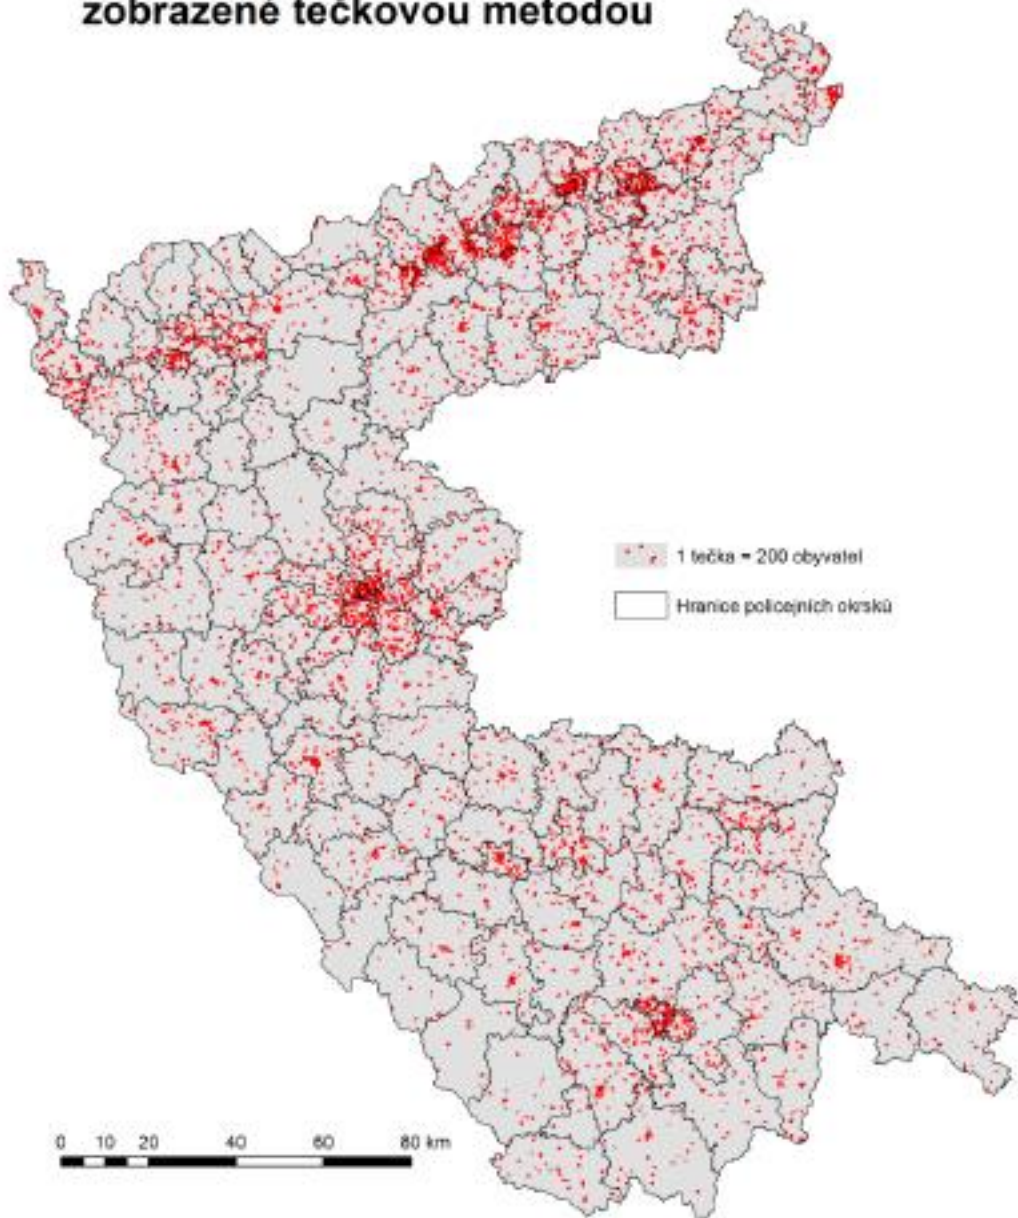 zobrazené tečkovou metodou
1 tečka = 200 obyvatel
Hranice policejních okrsků
0 10 20 40 60 80 km